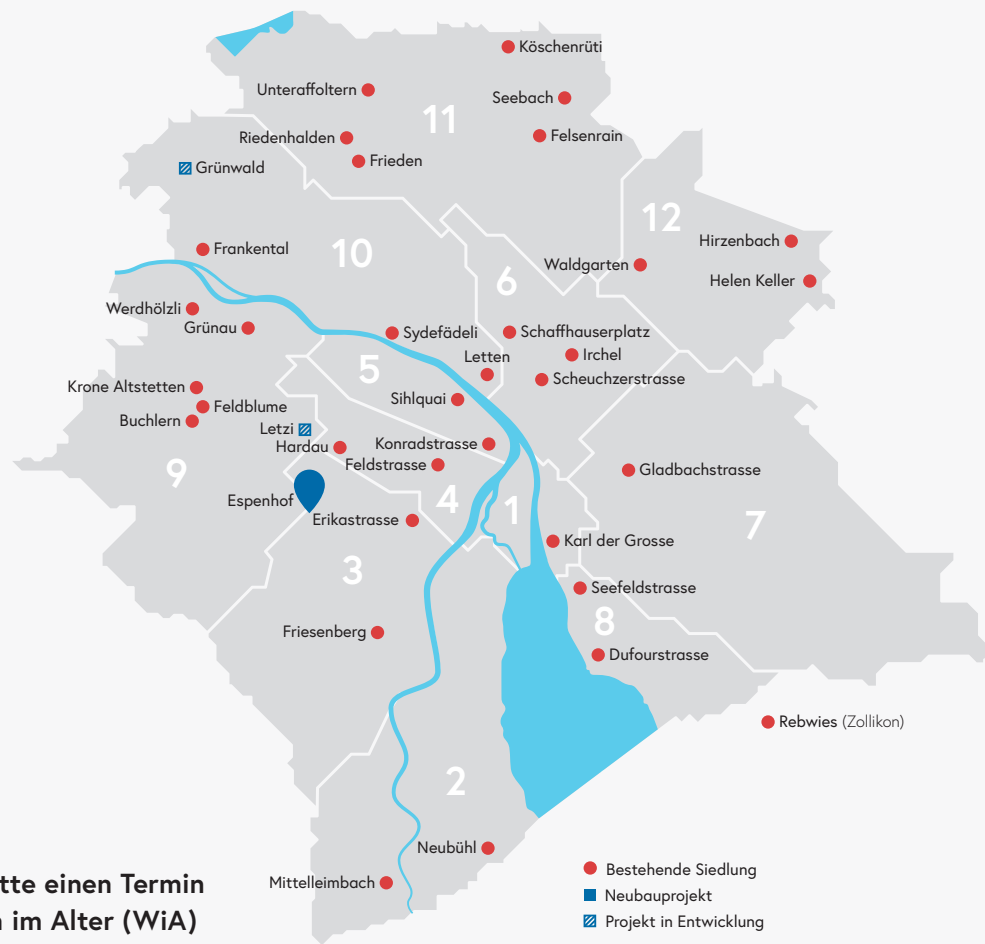 Köschenrüti
Unteraffoltern
Seebach
11
Felsenrain
Riedenhalden
Frieden
Grünwald
12
Hirzenbach
Frankental
10
Waldgarten
6
Helen Keller
Werdhölzli
Grünau
Sydefädeli
Schaffhauserplatz
Letten
Irchel
5
Scheuchzerstrasse
Krone Altstetten
Feldblume
Sihlquai
Buchlern
Letzi
Hardau
Konradstrasse
Feldstrasse
Gladbachstrasse
9
Espenhof
4
1
7
Erikastrasse
Karl der Grosse
3
Seefeldstrasse
8
Friesenberg
Dufourstrasse
Rebwies (Zollikon)
2
Neubühl
Mittelleimbach
Bestehende Siedlung
Neubauprojekt
Projekt in Entwicklung
tte einen Termin
im Alter (WiA)